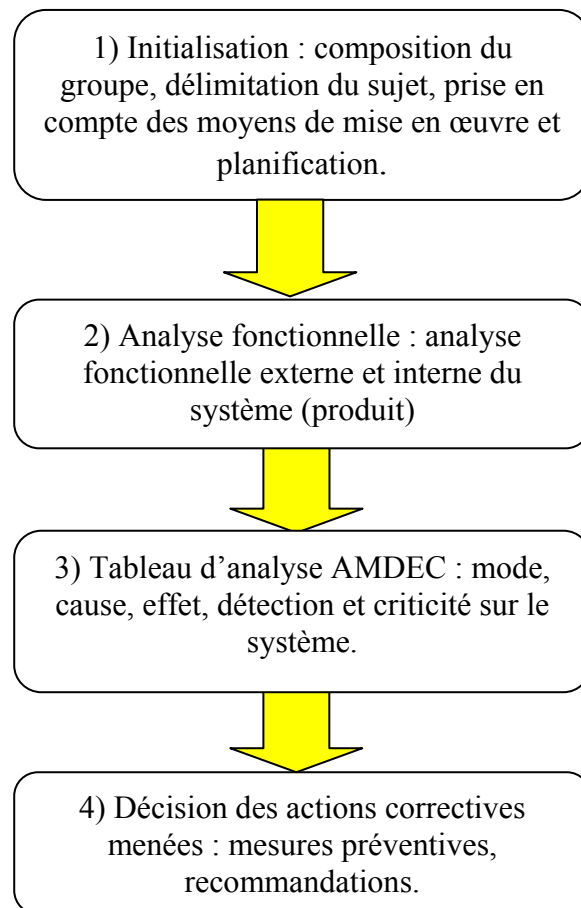 1) Initialisation : composition du
groupe, délimitation du sujet, prise en
compte des moyens de mise en œuvre et
planification.
2) Analyse fonctionnelle : analyse
fonctionnelle externe et interne du
système (produit)
3) Tableau d’analyse AMDEC : mode,
cause, effet, détection et criticité sur le
système.
4) Décision des actions correctives
menées : mesures préventives,
recommandations.